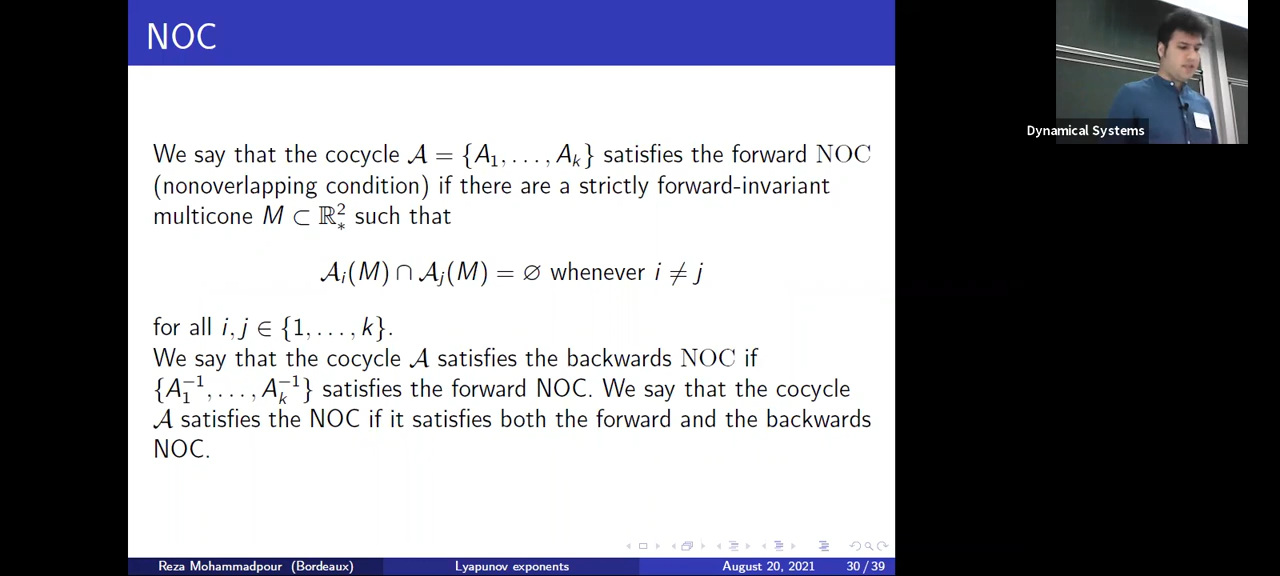 NOC
We say that the cocycle 𝒜 = {A₁, . . . , Aₖ} satisfies the forward NOC
(nonoverlapping condition) if there are a strictly forward-invariant
multicone M ⊂ ℝ²_* such that
𝒜ᵢ(M) ∩ 𝒜ⱼ(M) = ∅ whenever i ≠ j
for all i, j ∈ {1, . . . , k}.
We say that the cocycle 𝒜 satisfies the backwards NOC if
{A₁⁻¹, . . . , Aₖ⁻¹} satisfies the forward NOC. We say that the cocycle
𝒜 satisfies the NOC if it satisfies both the forward and the backwards
NOC.
Reza Mohammadpour (Bordeaux) Lyapunov exponents August 20, 2021 30 / 39
Dynamical Systems